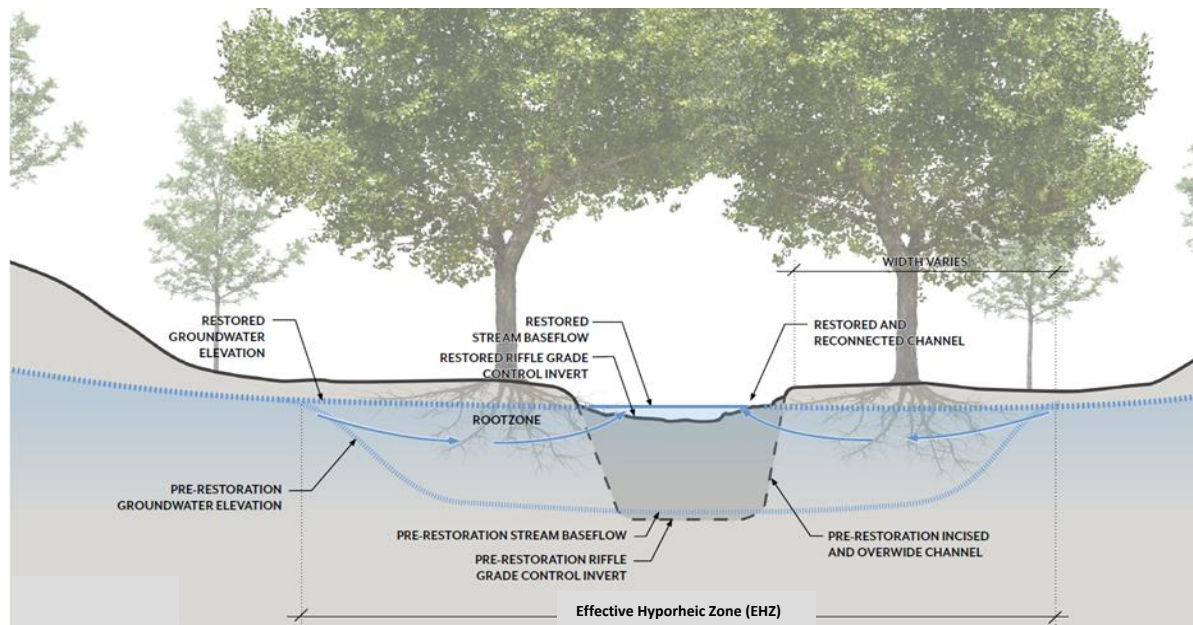 WIDTH VARIES
RESTORED
GROUNDWATER
ELEVATION
RESTORED
STREAM BASEFLOW
RESTORED RIFFLE GRADE
CONTROL INVERT
RESTORED AND
RECONNECTED CHANNEL
ROOTZONE
PRE-RESTORATION
GROUNDWATER ELEVATION
PRE-RESTORATION STREAM BASEFLOW
PRE-RESTORATION RIFFLE
GRADE CONTROL INVERT
PRE-RESTORATION INCISED
AND OVERWIDE CHANNEL
Effective Hyporheic Zone (EHZ)